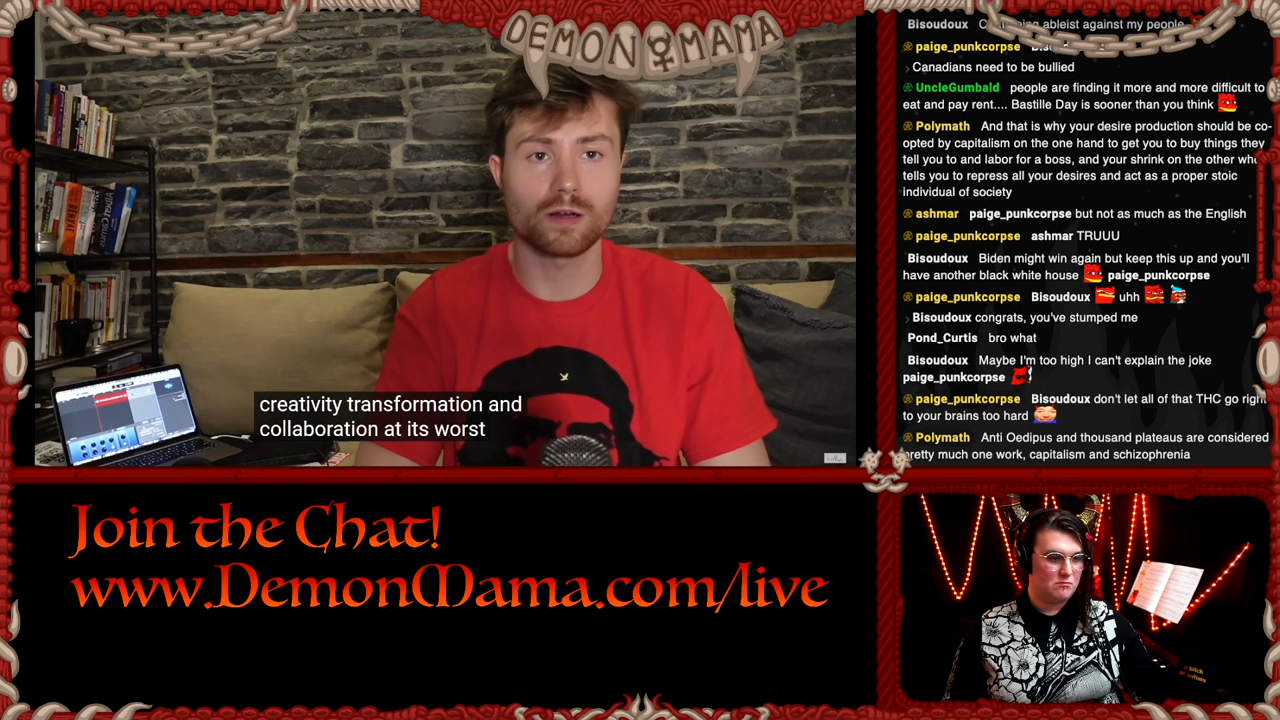 DEMON MAMA
creativity transformation and
collaboration at its worst
Join the Chat!
www.DemonMama.com/live
Bisoudoux ableist against my people
paige_punkcorpse
Canadians need to be bullied
UncleGumbald people are finding it more and more difficult to
eat and pay rent.... Bastille Day is sooner than you think
Polymath And that is why your desire production should be co-
opted by capitalism on the one hand to get you to buy things they
tell you to and labor for a boss, and your shrink on the other who
tells you to repress all your desires and act as a proper stoic
individual of society
ashmar paige_punkcorpse but not as much as the English
paige_punkcorpse ashmar TRUUU
Bisoudoux Biden might win again but keep this up and you'll
have another black white house paige_punkcorpse
paige_punkcorpse Bisoudoux uhh
Bisoudoux congrats, you've stumped me
Pond_Curtis bro what
Bisoudoux Maybe I'm too high I can't explain the joke
paige_punkcorpse
paige_punkcorpse Bisoudoux don't let all of that THC go right
to your brains too hard
Polymath Anti Oedipus and thousand plateaus are considered
pretty much one work, capitalism and schizophrenia